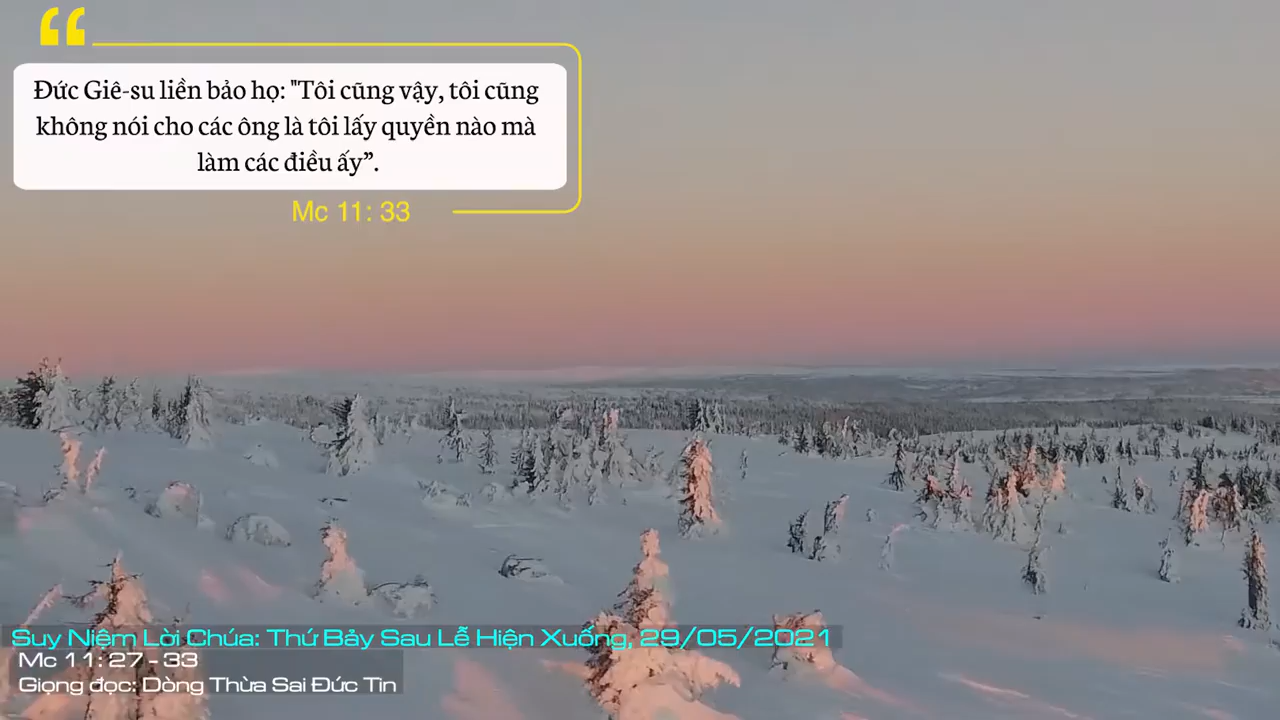 Đức Giê-su liền bảo họ: "Tôi cũng vậy, tôi cũng
không nói cho các ông là tôi lấy quyền nào mà
làm các điều ấy”.
Mc 11: 33
Suy Niệm Lời Chúa: Thứ Bảy Sau Lễ Hiện Xuống, 29/05/2021
Mc 11: 27 - 33
Giọng đọc: Dòng Thừa Sai Đức Tin